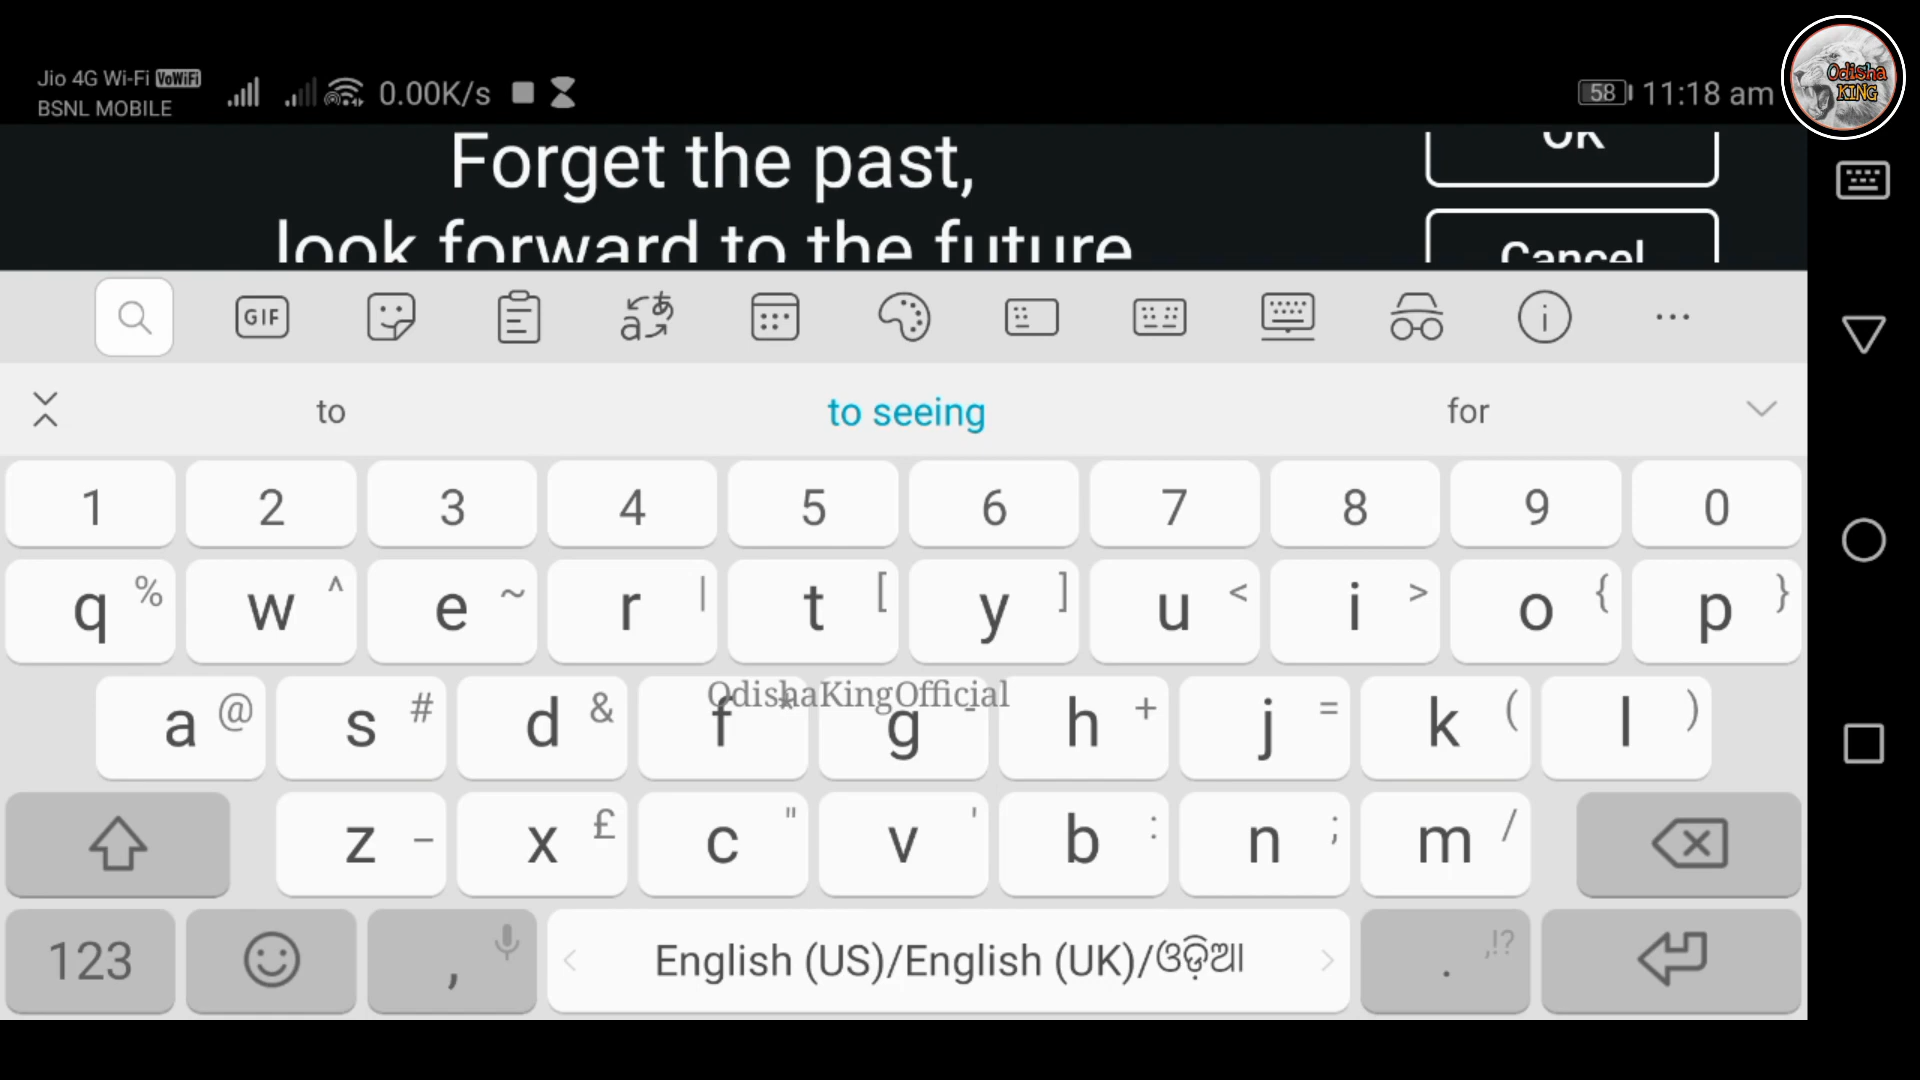 Jio 4G Wi-Fi VoWiFi
BSNL MOBILE
0.00K/s
58
11:18 am
Odisha
KING
Forget the past,
look forward to the future
OK
Cancel
GIF
a あ
to
to seeing
for
1 2 3 4 5 6 7 8 9 0
q % w ^ e ~ r | t [ y ] u < i > o { p }
OdishaKingOfficial
a @ s # d & f * g - h + j = k ( l )
z _ x £ c " v ' b : n ; m /
123 , < English (US)/English (UK)/ଓଡ଼ିଆ > . ,!?